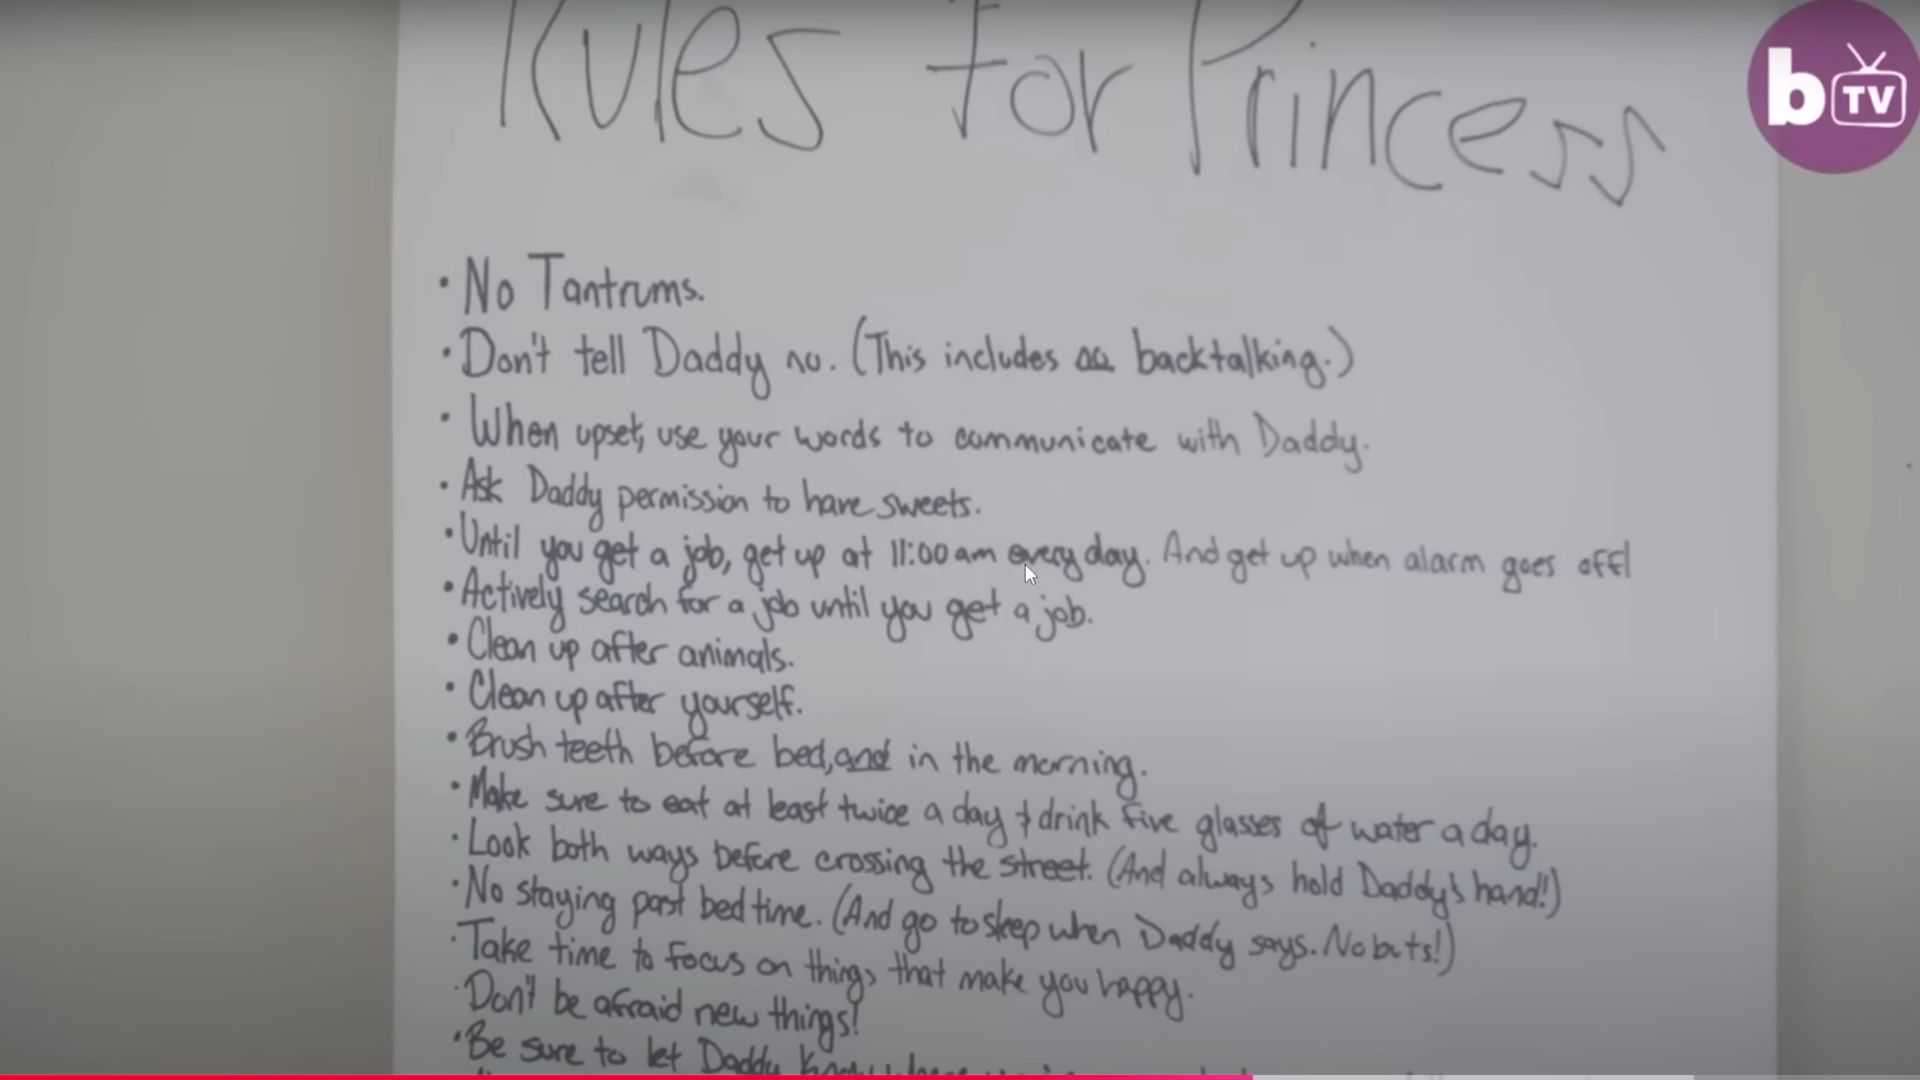 Rules for Princess
b TV
• No Tantrums.
• Don't tell Daddy no. (This includes backtalking.)
• When upset, use your words to communicate with Daddy.
• Ask Daddy permission to have sweets.
• Until you get a job, get up at 11:00 am every day. And get up when alarm goes off!
• Actively search for a job until you get a job.
• Clean up after animals.
• Clean up after yourself.
• Brush teeth before bed, and in the morning.
• Make sure to eat at least twice a day & drink five glasses of water a day.
• Look both ways before crossing the street. (And always hold Daddy's hand!)
• No staying past bed time. (And go to sleep when Daddy says. No buts!)
• Take time to focus on things that make you happy.
• Don't be afraid new things!
• Be sure to let Daddy know